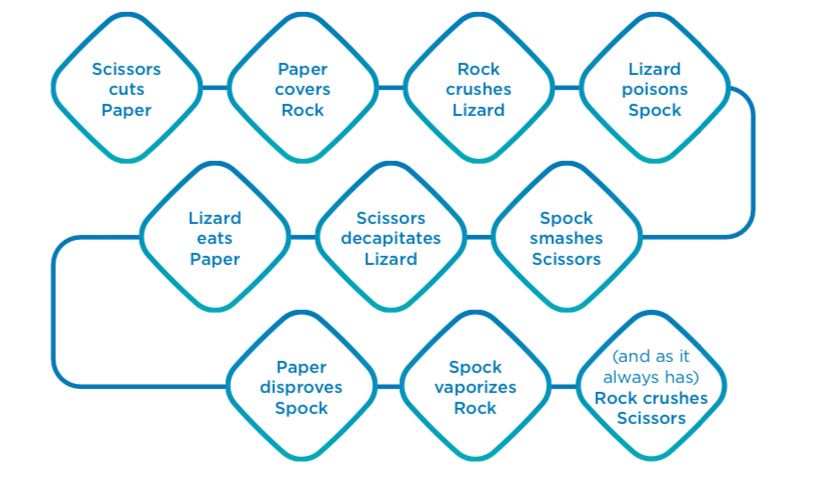 Scissors
cuts
Paper
Paper
covers
Rock
Rock
crushes
Lizard
Lizard
poisons
Spock
Spock
smashes
Scissors
Scissors
decapitates
Lizard
Lizard
eats
Paper
Paper
disproves
Spock
Spock
vaporizes
Rock
(and as it
always has)
Rock crushes
Scissors